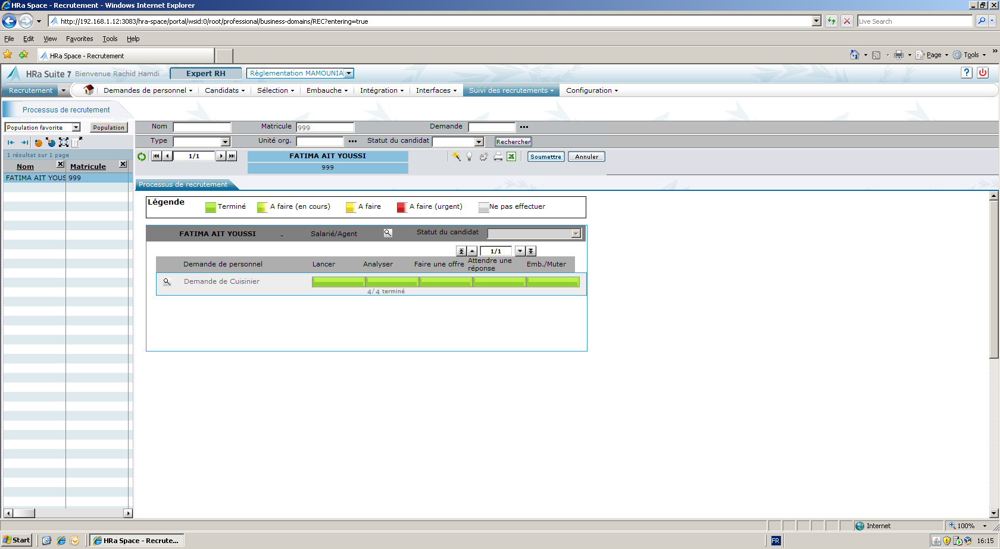 HRa Space - Recrutement - Windows Internet Explorer
http://192.168.1.12:3083/hra-space/portal/wsid:0/root/professional/business-domains/REC?entering=true
Live Search
File Edit View Favorites Tools Help
HRa Space - Recrutement
Page Tools »
HRa Suite 7 Bienvenue Rachid Hamdi Expert RH Règlementation MAMOUNIA ?
Recrutement Demandes de personnel Candidats Sélection Embauche Intégration Interfaces Suivi des recrutements Configuration
Processus de recrutement
Population favorite Population
Nom Matricule 999 Demande ...
Type Unité org. ... Statut du candidat Rechercher
1 résultat sur 1 page
Nom Matricule
FATIMA AIT YOUS 999
1/1 FATIMA AIT YOUSSI Soumettre Annuler
999
Processus de recrutement
Légende Terminé A faire (en cours) A faire A faire (urgent) Ne pas effectuer
FATIMA AIT YOUSSI - Salarié/Agent Statut du candidat
1/1
Demande de personnel Lancer Analyser Faire une offre Attendre une réponse Emb./Muter
Demande de Cuisinier
4/4 terminé
Internet 100%
Start HRa Space - Recrute... FR 16:15